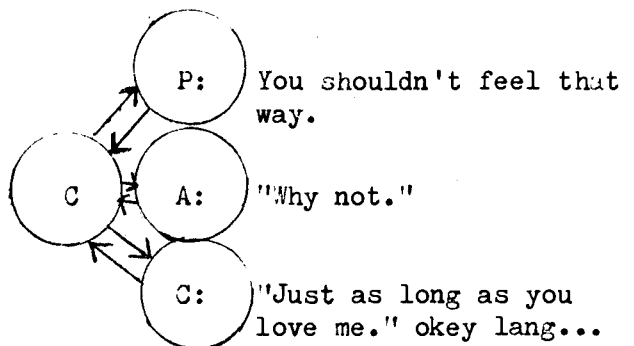 P: You shouldn't feel that
way.
C A: "Why not."
C: "Just as long as you
love me." okey lang...